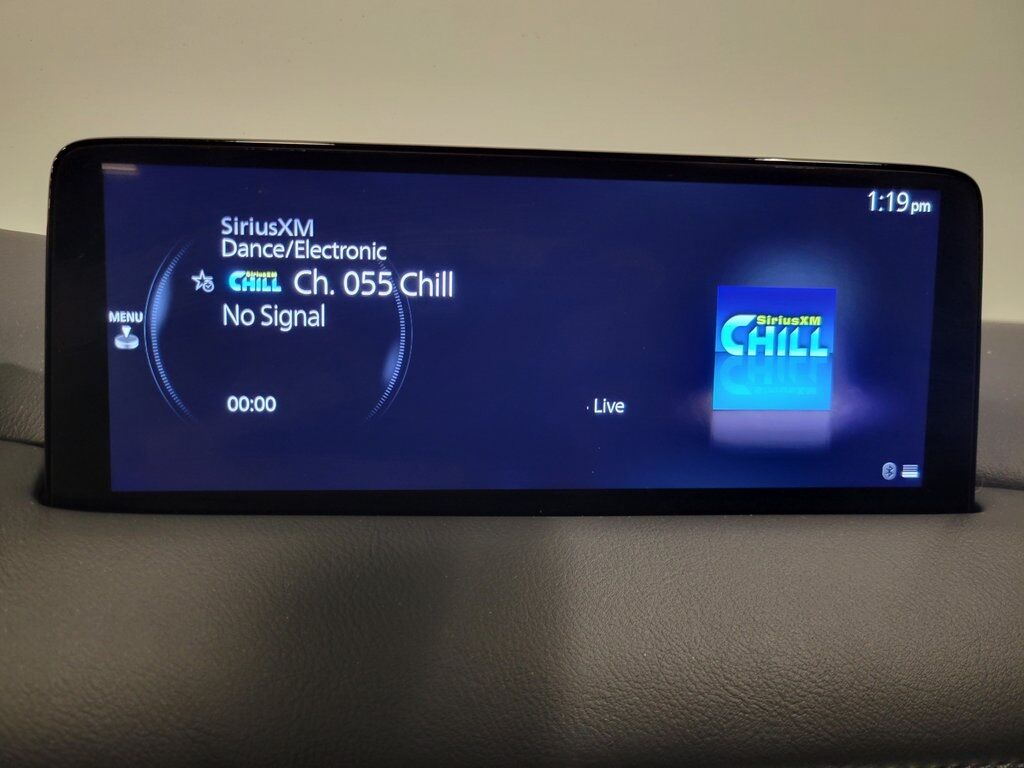 1:19pm
SiriusXM
Dance/Electronic
SiriusXM
CHILL
Ch. 055 Chill
No Signal
MENU
00:00
Live
SiriusXM
CHILL